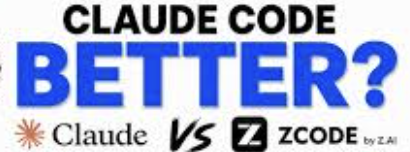 CLAUDE CODE
BETTER?
Claude VS Z ZCODE by Z.AI